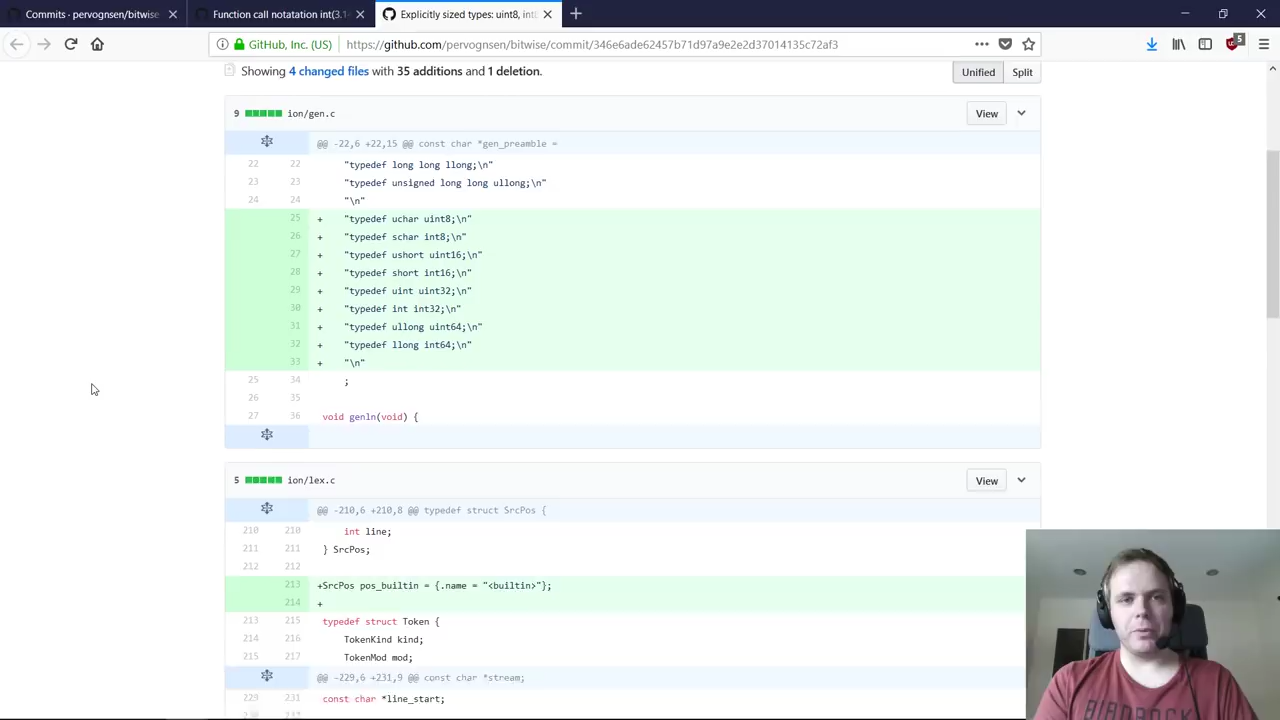 Commits - pervognsen/bitwise
Function call notatation int(3.14
Explicitly sized types: uint8, int8
GitHub, Inc. (US)
https://github.com/pervognsen/bitwise/commit/346e6ade62457b71d97a9e2e2d37014135c72af3
5
Showing 4 changed files with 35 additions and 1 deletion.
Unified
Split
9 ion/gen.c
View
@@ -22,6 +22,15 @@ const char *gen_preamble =
22 22 "typedef long long llong;\n"
23 23 "typedef unsigned long long ullong;\n"
24 24 "\n"
25 + "typedef uchar uint8;\n"
26 + "typedef schar int8;\n"
27 + "typedef ushort uint16;\n"
28 + "typedef short int16;\n"
29 + "typedef uint uint32;\n"
30 + "typedef int int32;\n"
31 + "typedef ullong uint64;\n"
32 + "typedef llong int64;\n"
33 + "\n"
25 34 ;
26 35
27 36 void genln(void) {
5 ion/lex.c
View
@@ -210,6 +210,8 @@ typedef struct SrcPos {
210 210 int line;
211 211 } SrcPos;
212 212
213 +SrcPos pos_builtin = {.name = "<builtin>"};
214 +
213 215 typedef struct Token {
214 216 TokenKind kind;
215 217 TokenMod mod;
@@ -229,6 +231,9 @@ const char *stream;
229 231 const char *line_start;